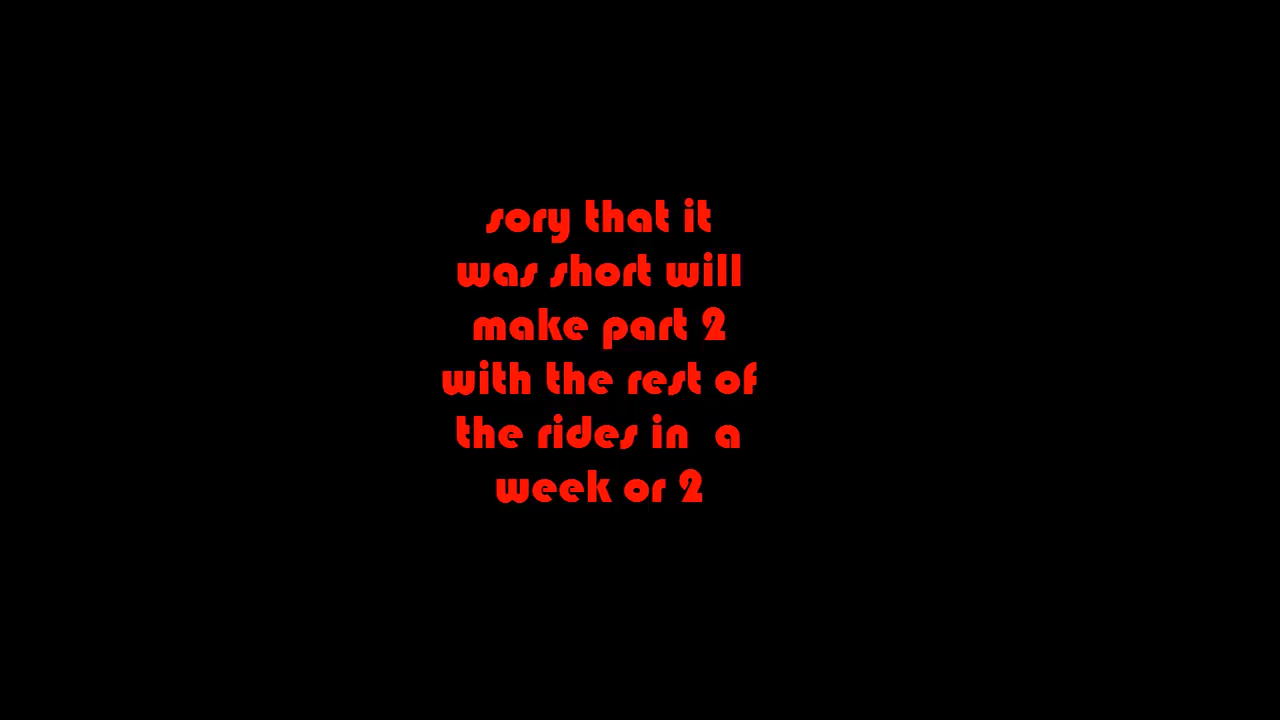 sory that it
was short will
make part 2
with the rest of
the rides in  a
week or 2